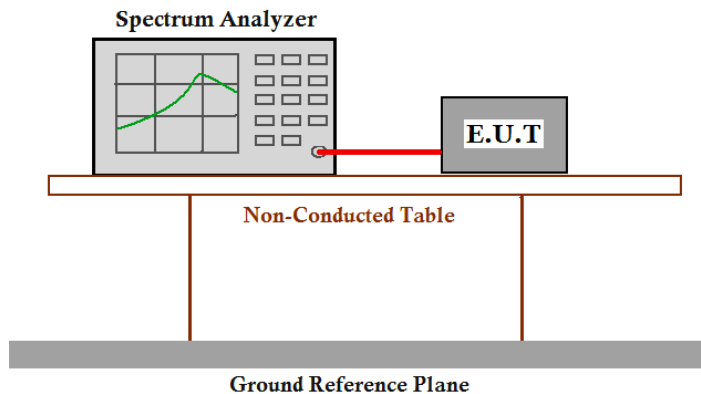 Spectrum Analyzer
E.U.T
Non-Conducted Table
Ground Reference Plane